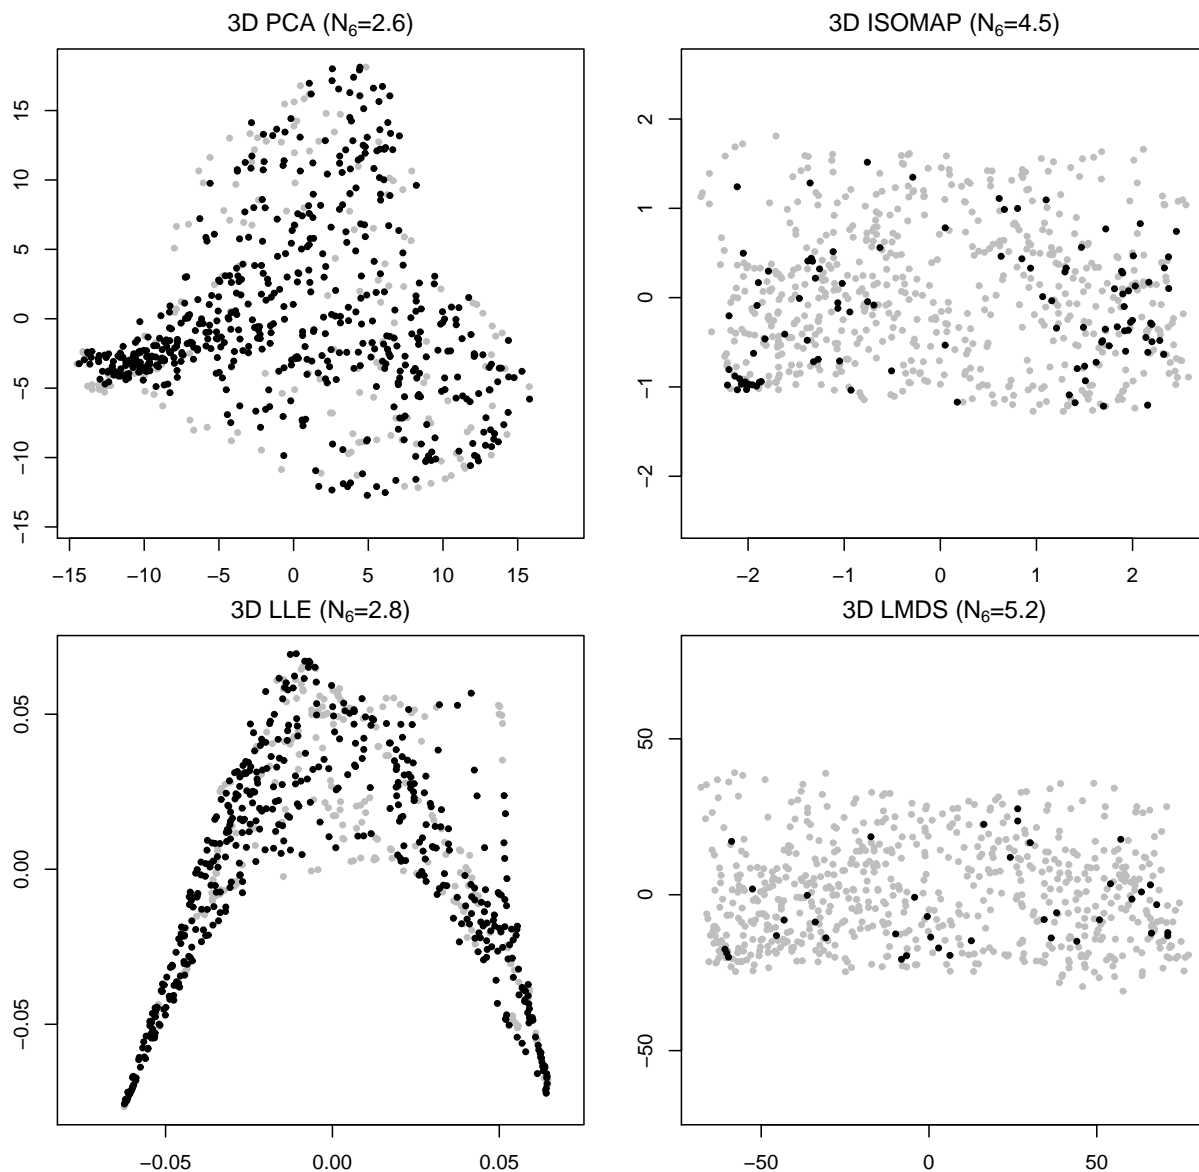 3D PCA (N6=2.6)
15
10
5
0
−5
−10
−15
−15 −10 −5 0 5 10 15
3D ISOMAP (N6=4.5)
2
1
0
−1
−2
−2 −1 0 1 2
3D LLE (N6=2.8)
0.05
0.00
−0.05
−0.05 0.00 0.05
3D LMDS (N6=5.2)
50
0
−50
−50 0 50